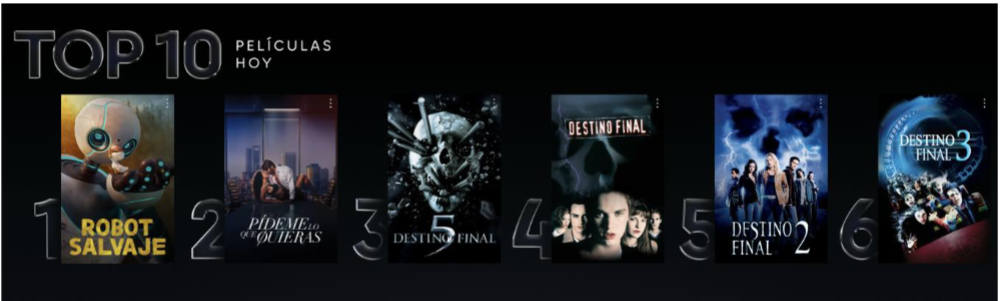 TOP 10
PELÍCULAS
HOY
1
ROBOT
SALVAJE
2
PÍDEME LO
QUE QUIERAS
3
5
DESTINO FINAL
4
DESTINO FINAL
5
DESTINO
FINAL 2
6
DESTINO
FINAL 3